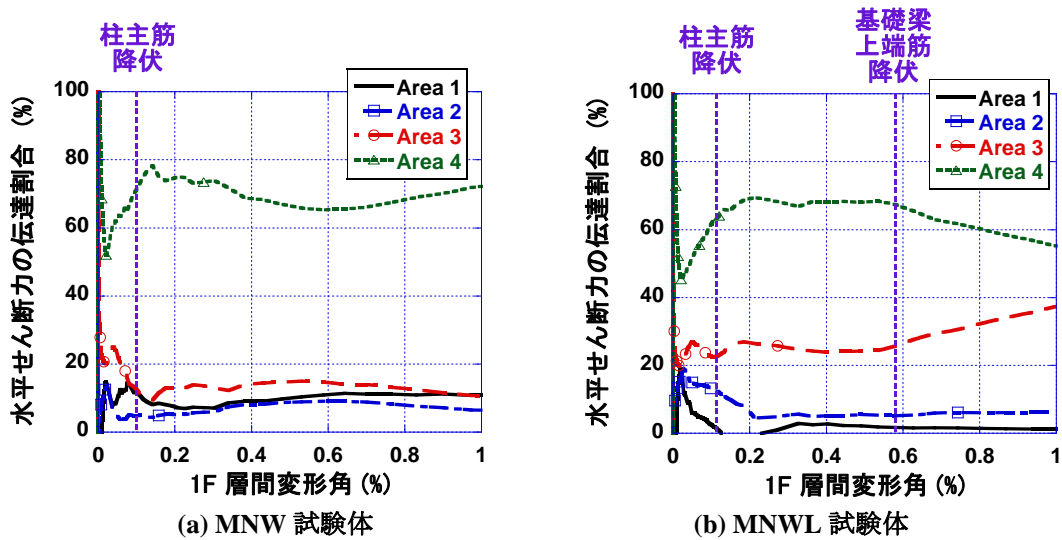 柱主筋
降伏
100
80
60
40
20
0
水平せん断力の伝達割合 (%)
Area 1
Area 2
Area 3
Area 4
0 0.2 0.4 0.6 0.8 1
1F 層間変形角(%)
(a) MNW 試験体
柱主筋
降伏
基礎梁
上端筋
降伏
100
80
60
40
20
0
水平せん断力の伝達割合 (%)
Area 1
Area 2
Area 3
Area 4
0 0.2 0.4 0.6 0.8 1
1F 層間変形角(%)
(b) MNWL 試験体